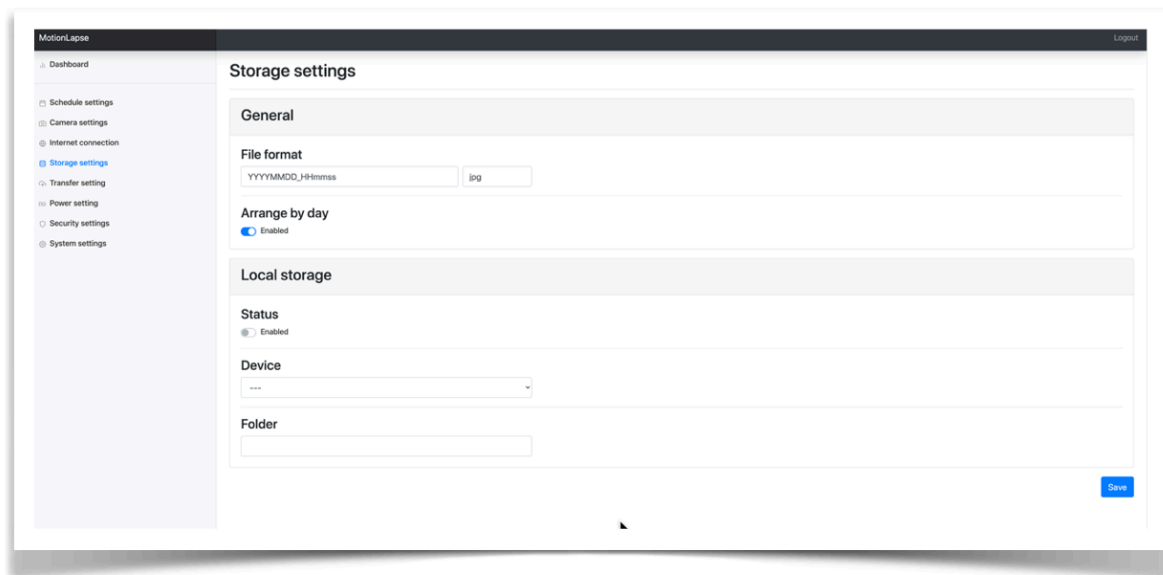 MotionLapse
Logout
Dashboard
Schedule settings
Camera settings
Internet connection
Storage settings
Transfer setting
Power setting
Security settings
System settings
Storage settings
General
File format
YYYYMMDD_HHmmss jpg
Arrange by day
Enabled
Local storage
Status
Enabled
Device
---
Folder
Save